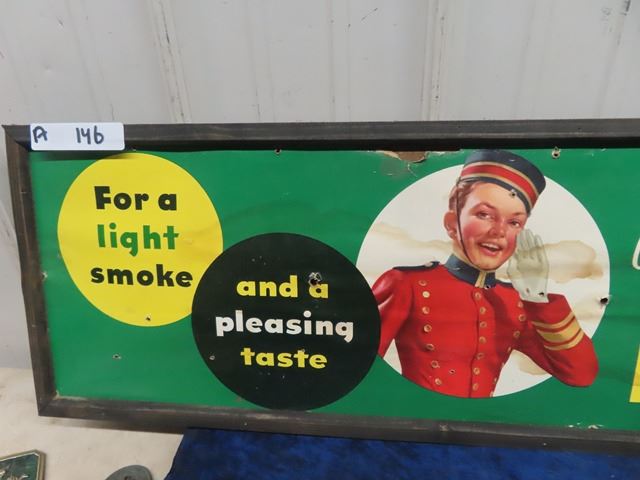 A 146
For a
light
smoke
and a
pleasing
taste